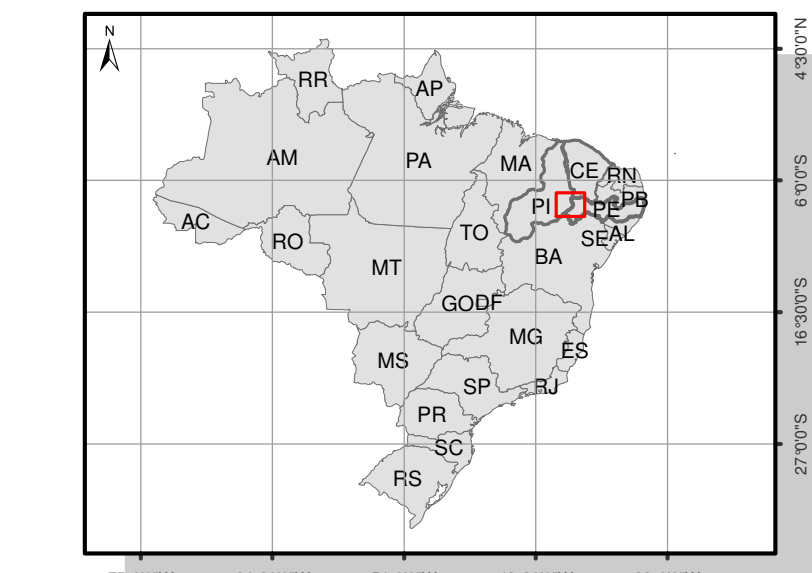 N
4°30'0"N
RR
AP
AM
PA
MA
CE
RN
6°0'0"S
PI
PE
PB
AC
RO
TO
SE
AL
MT
BA
GO
DF
16°30'0"S
MG
MS
ES
SP
RJ
PR
SC
27°0'0"S
RS